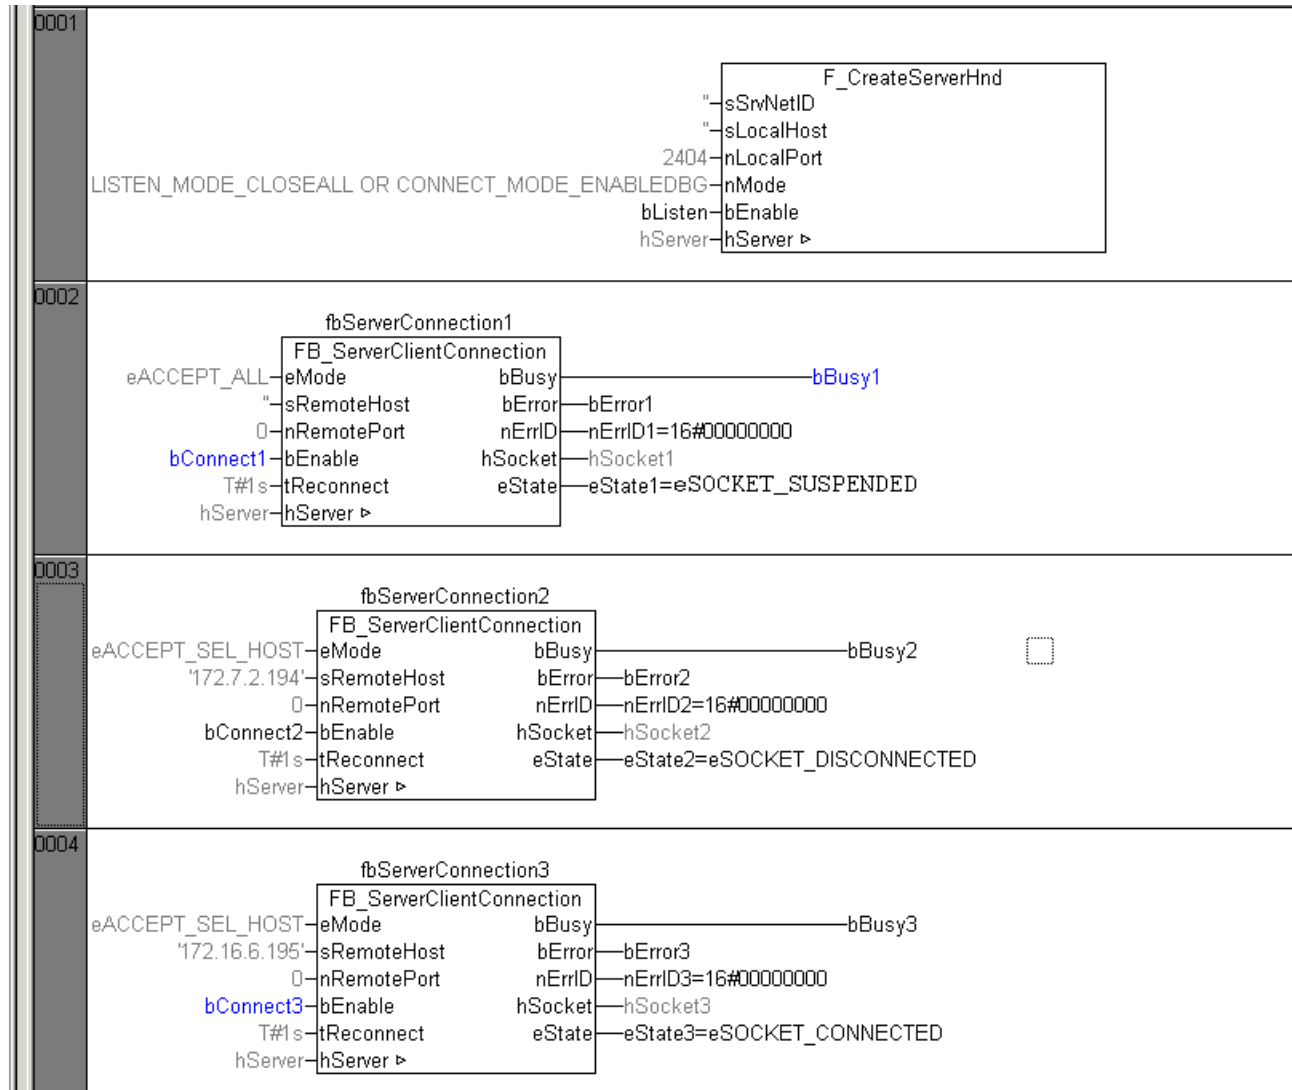 0001
F_CreateServerHnd
''-sSrvNetID
''-sLocalHost
2404-nLocalPort
LISTEN_MODE_CLOSEALL OR CONNECT_MODE_ENABLEDBG-nMode
bListen-bEnable
hServer-hServer ▹
0002
fbServerConnection1
FB_ServerClientConnection
eACCEPT_ALL-eMode bBusy bBusy1
''-sRemoteHost bError bError1
0-nRemotePort nErrID nErrID1=16#00000000
bConnect1-bEnable hSocket hSocket1
T#1s-tReconnect eState eState1=eSOCKET_SUSPENDED
hServer-hServer ▹
0003
fbServerConnection2
FB_ServerClientConnection
eACCEPT_SEL_HOST-eMode bBusy bBusy2
'172.7.2.194'-sRemoteHost bError bError2
0-nRemotePort nErrID nErrID2=16#00000000
bConnect2-bEnable hSocket hSocket2
T#1s-tReconnect eState eState2=eSOCKET_DISCONNECTED
hServer-hServer ▹
0004
fbServerConnection3
FB_ServerClientConnection
eACCEPT_SEL_HOST-eMode bBusy bBusy3
'172.16.6.195'-sRemoteHost bError bError3
0-nRemotePort nErrID nErrID3=16#00000000
bConnect3-bEnable hSocket hSocket3
T#1s-tReconnect eState eState3=eSOCKET_CONNECTED
hServer-hServer ▹